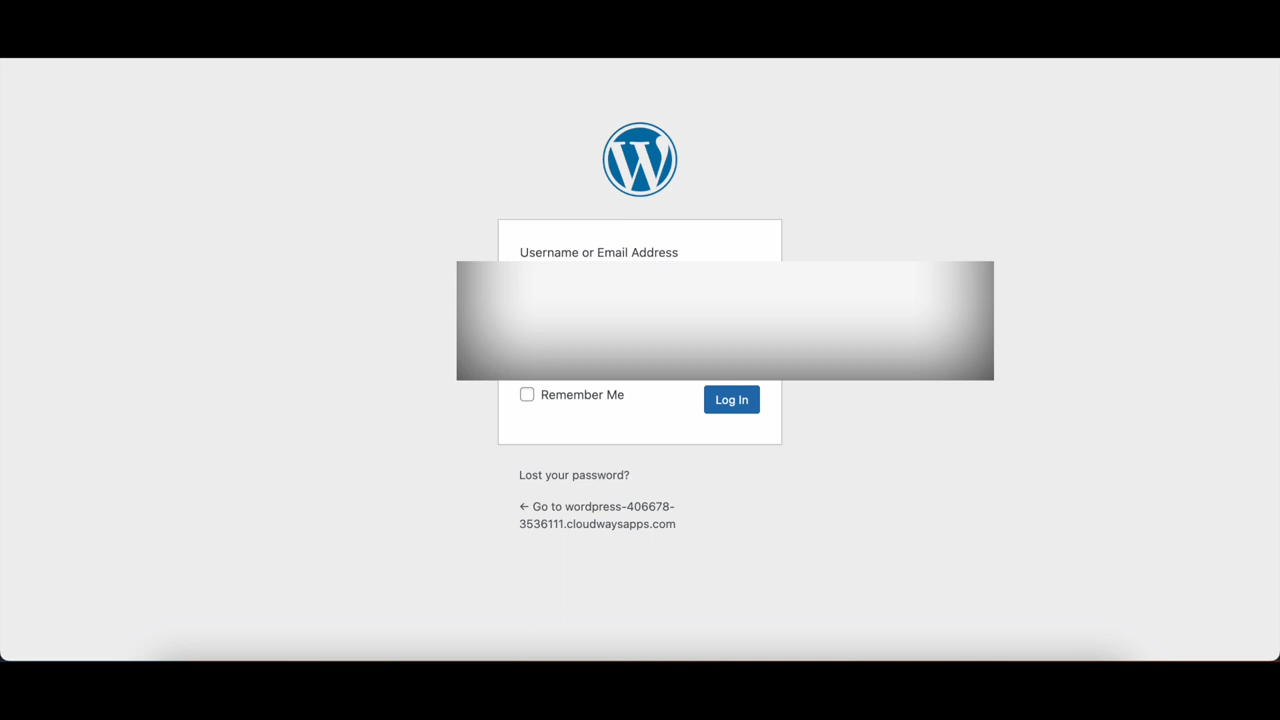 Username or Email Address
Remember Me
Log In
Lost your password?
← Go to wordpress-406678-
3536111.cloudwaysapps.com